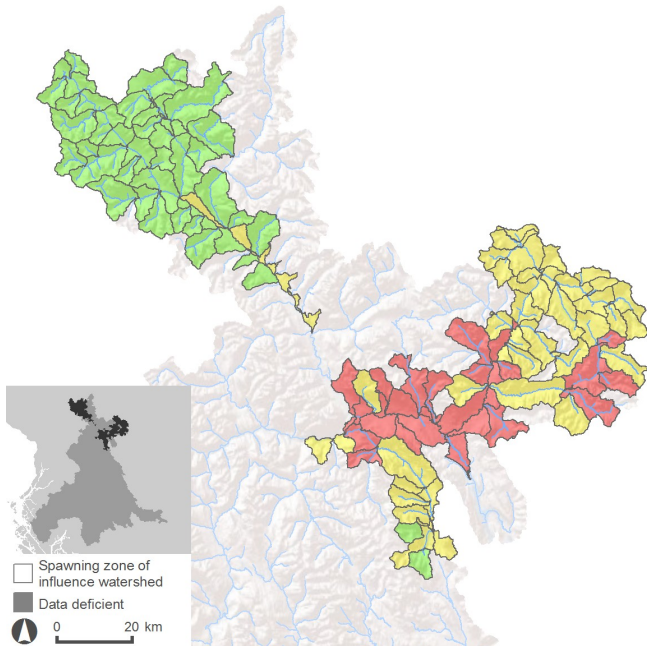 Spawning zone of
influence watershed
Data deficient
0 20 km